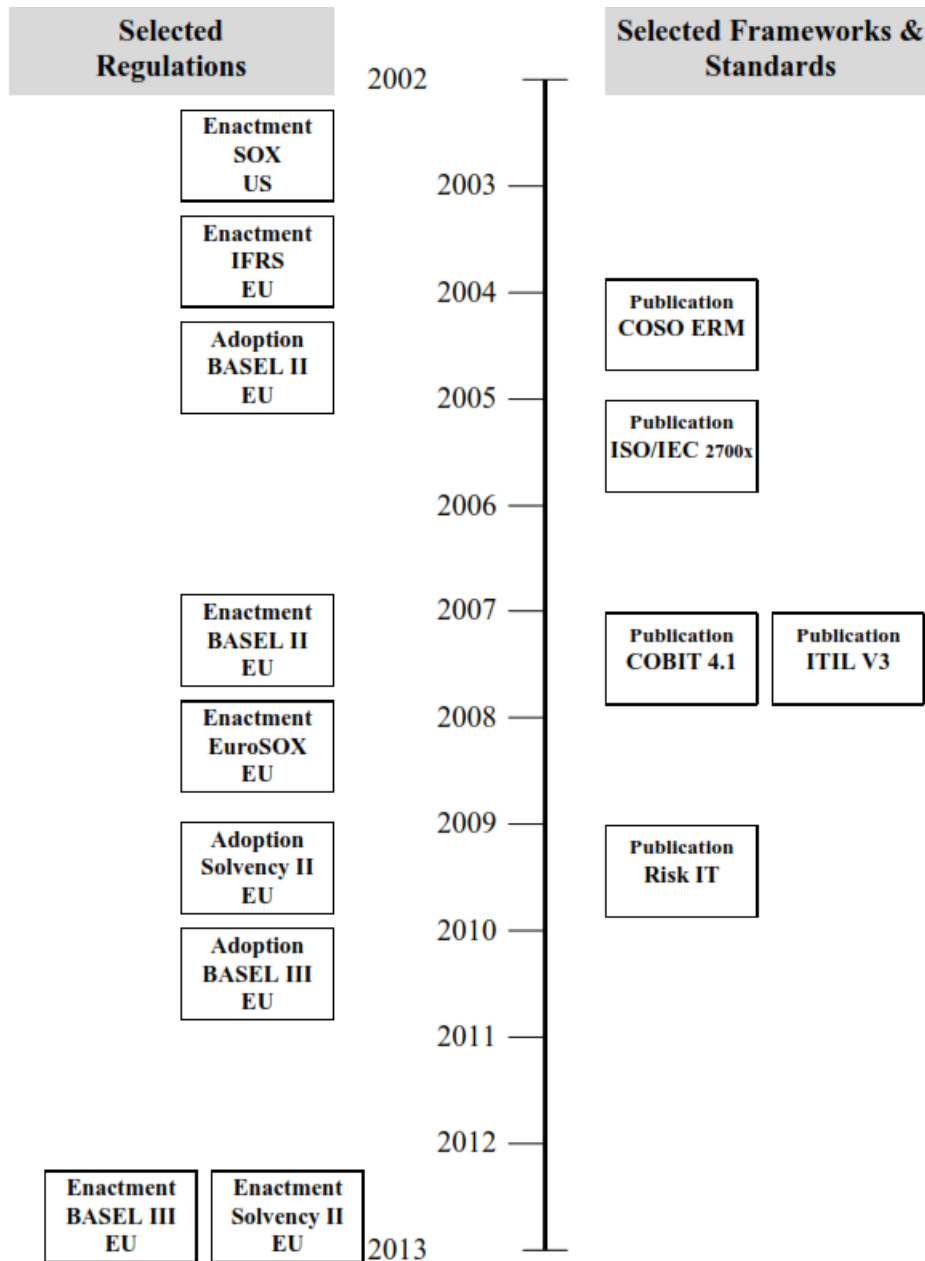 Selected
Regulations
Selected Frameworks &
Standards
2002
Enactment
SOX
US
2003
Enactment
IFRS
EU
2004
Publication
COSO ERM
Adoption
BASEL II
EU
2005
Publication
ISO/IEC 2700x
2006
2007
Enactment
BASEL II
EU
Publication
COBIT 4.1
Publication
ITIL V3
2008
Enactment
EuroSOX
EU
2009
Adoption
Solvency II
EU
Publication
Risk IT
2010
Adoption
BASEL III
EU
2011
2012
Enactment
BASEL III
EU
Enactment
Solvency II
EU
2013